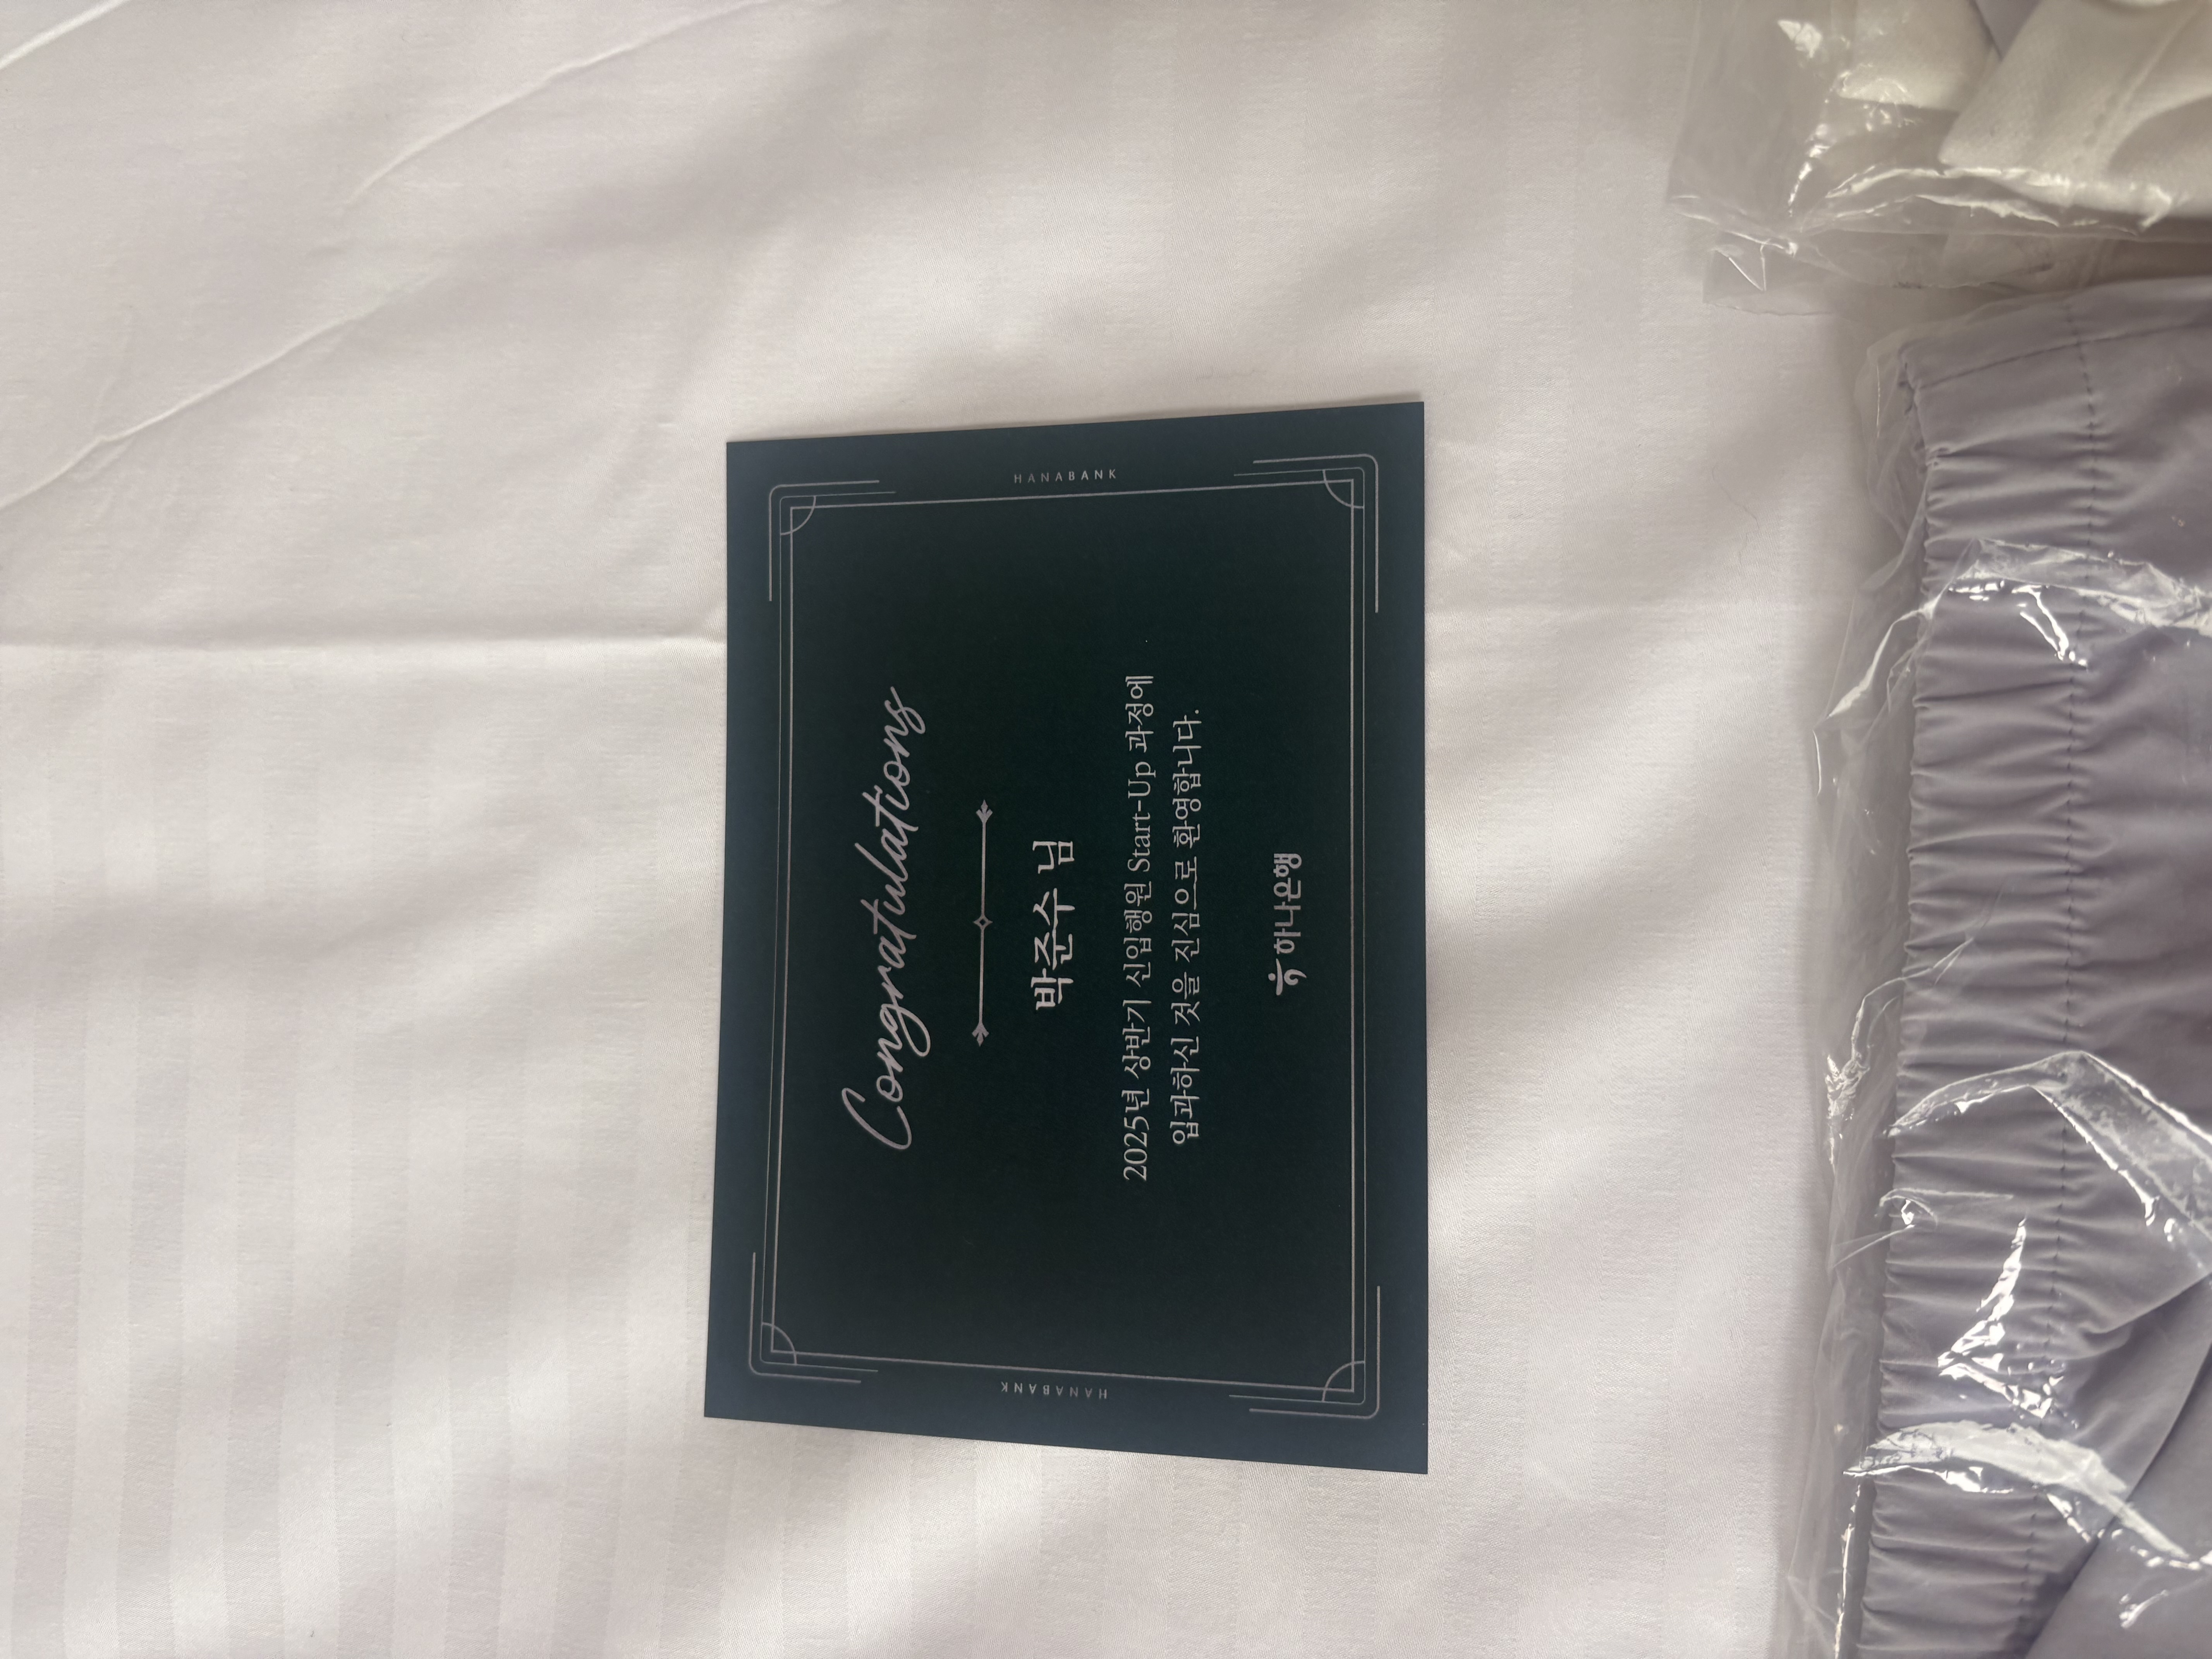 HANABANK
Congratulations
박준수 님
2025년 상반기 신입행원 Start-Up 과정에
입과하신 것을 진심으로 환영합니다.
하나은행
HANABANK